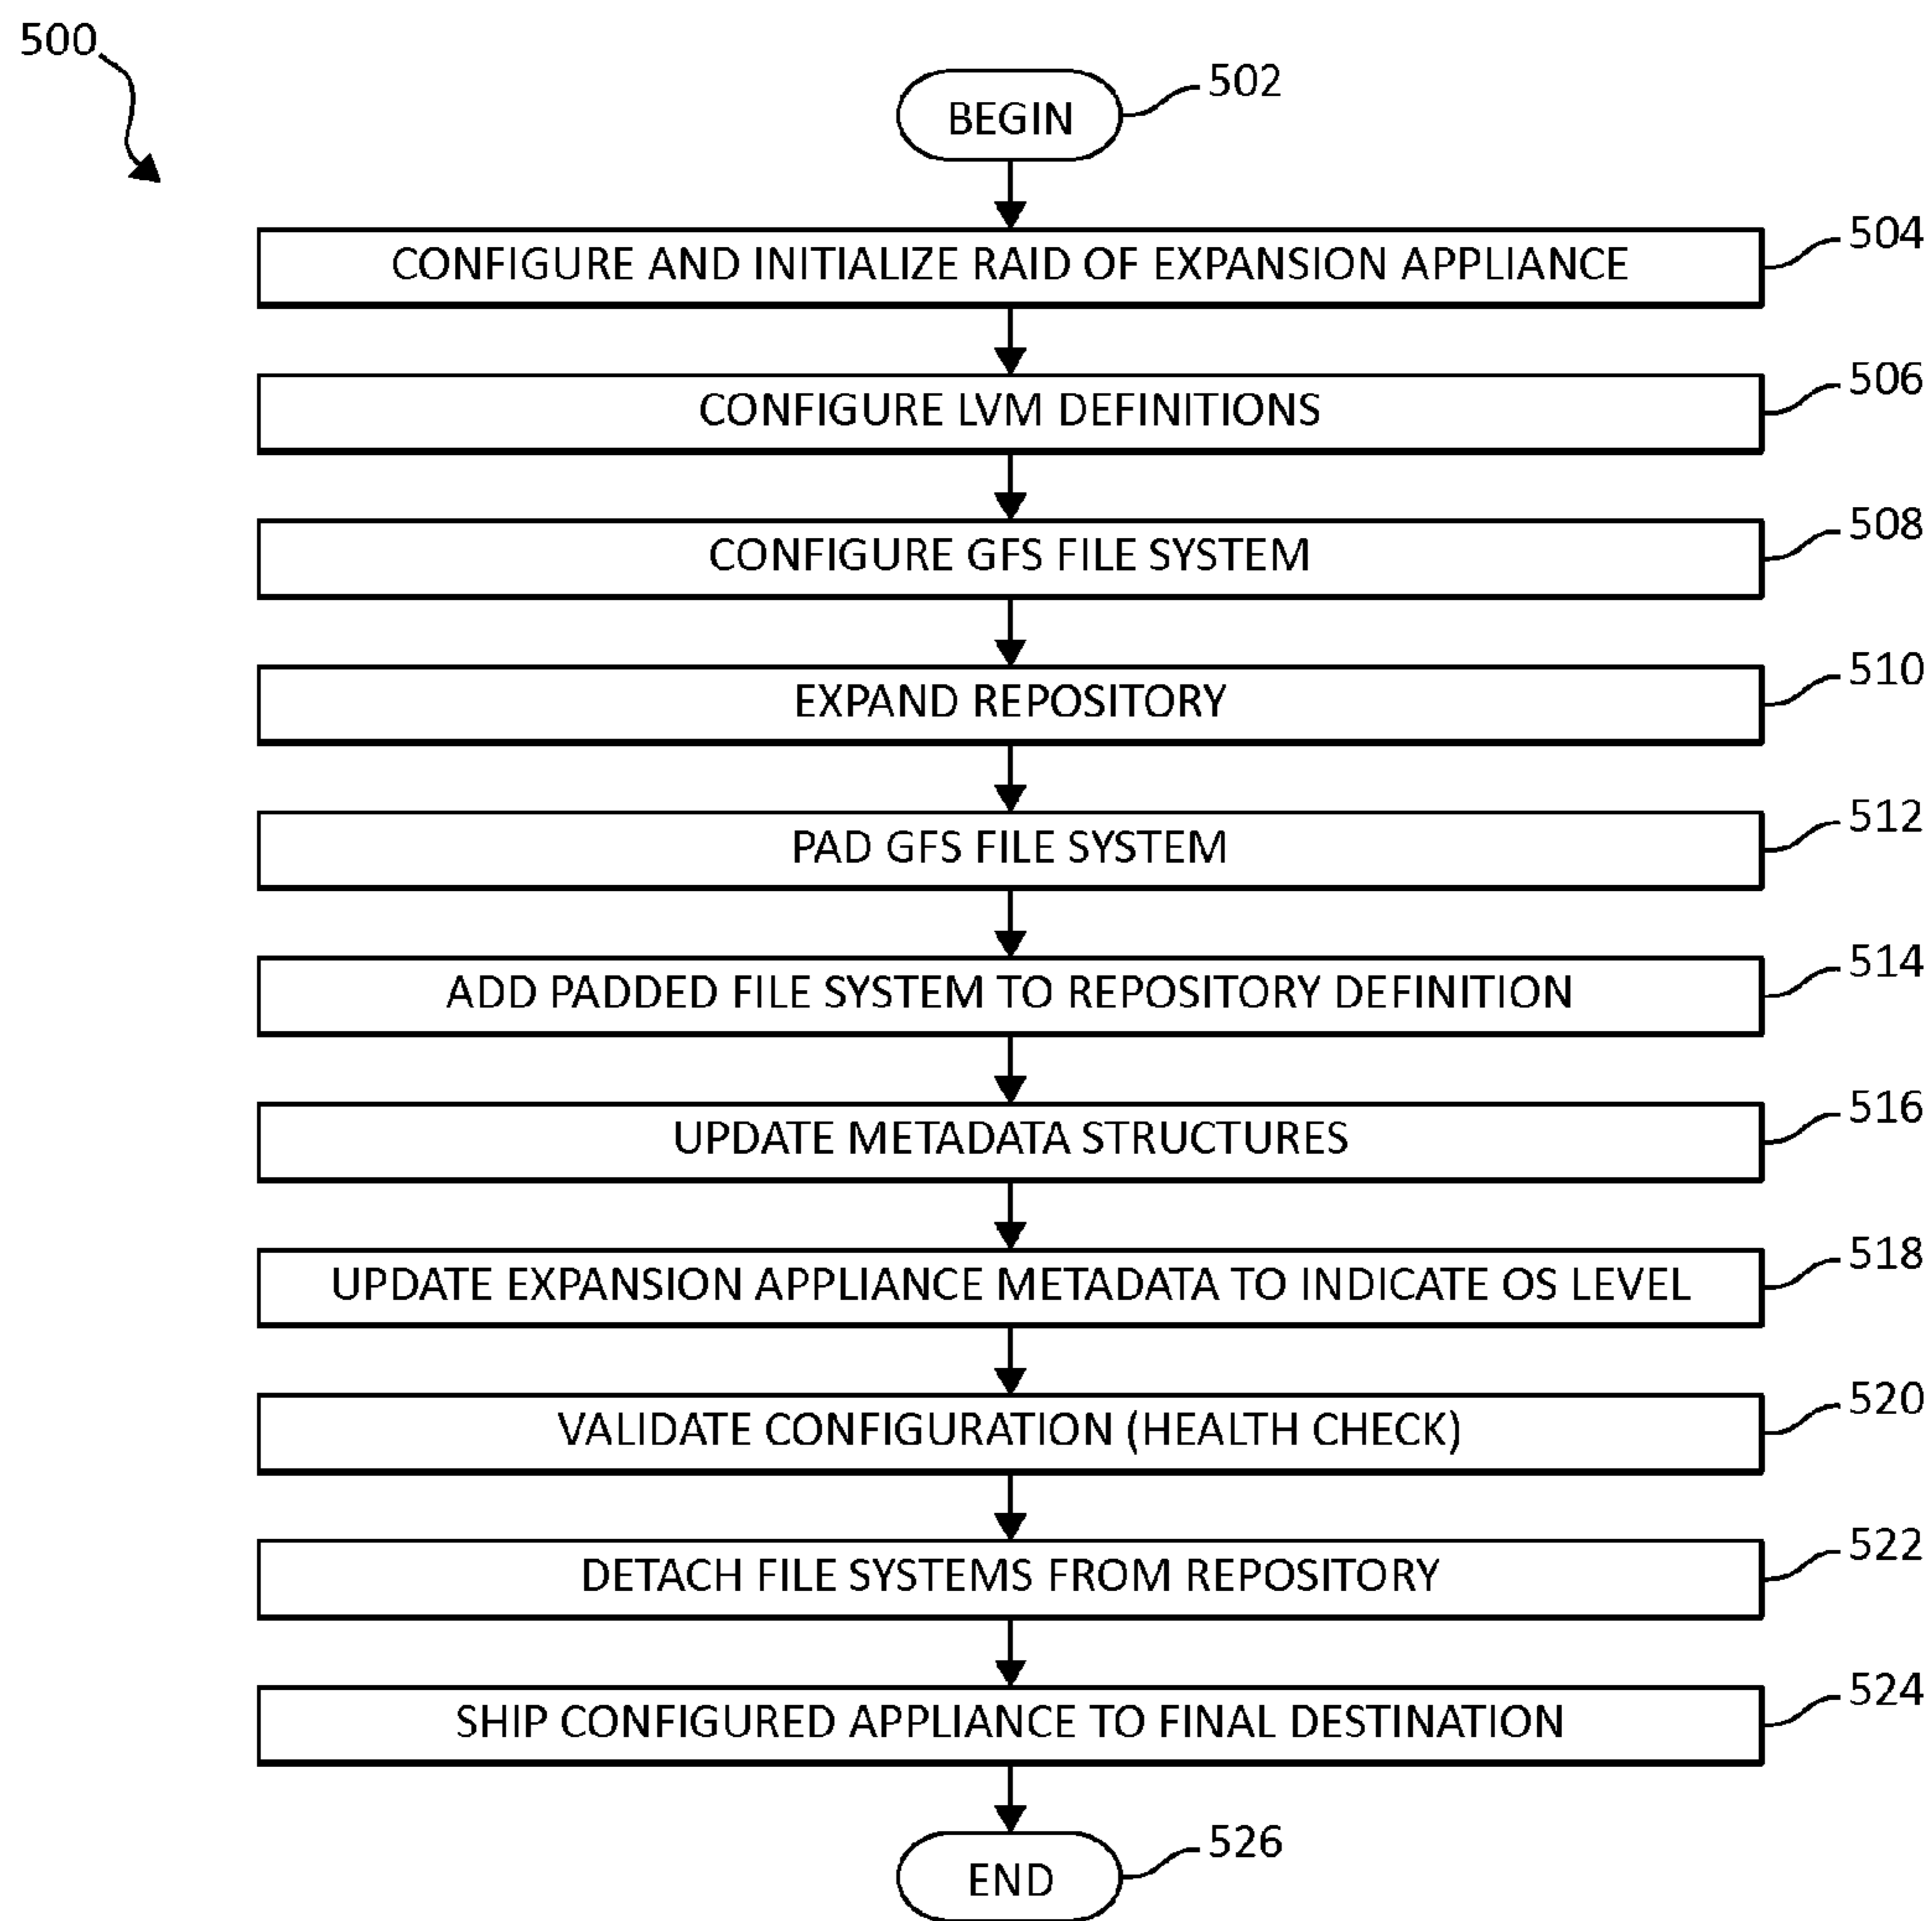 500
BEGIN
502
CONFIGURE AND INITIALIZE RAID OF EXPANSION APPLIANCE
504
CONFIGURE LVM DEFINITIONS
506
CONFIGURE GFS FILE SYSTEM
508
EXPAND REPOSITORY
510
PAD GFS FILE SYSTEM
512
ADD PADDED FILE SYSTEM TO REPOSITORY DEFINITION
514
UPDATE METADATA STRUCTURES
516
UPDATE EXPANSION APPLIANCE METADATA TO INDICATE OS LEVEL
518
VALIDATE CONFIGURATION (HEALTH CHECK)
520
DETACH FILE SYSTEMS FROM REPOSITORY
522
SHIP CONFIGURED APPLIANCE TO FINAL DESTINATION
524
END
526